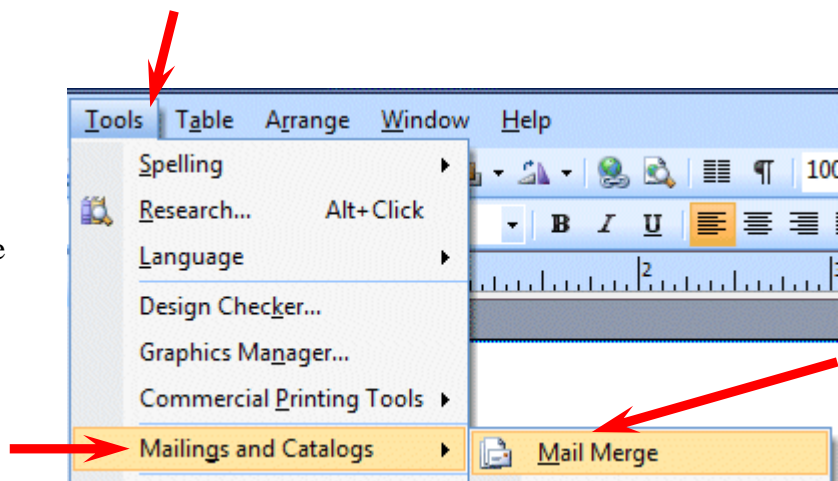 Tools Table Arrange Window Help
Spelling
100
Research... Alt+Click
B I U
e
Language
2
Design Checker...
Graphics Manager...
Commercial Printing Tools
Mailings and Catalogs
Mail Merge